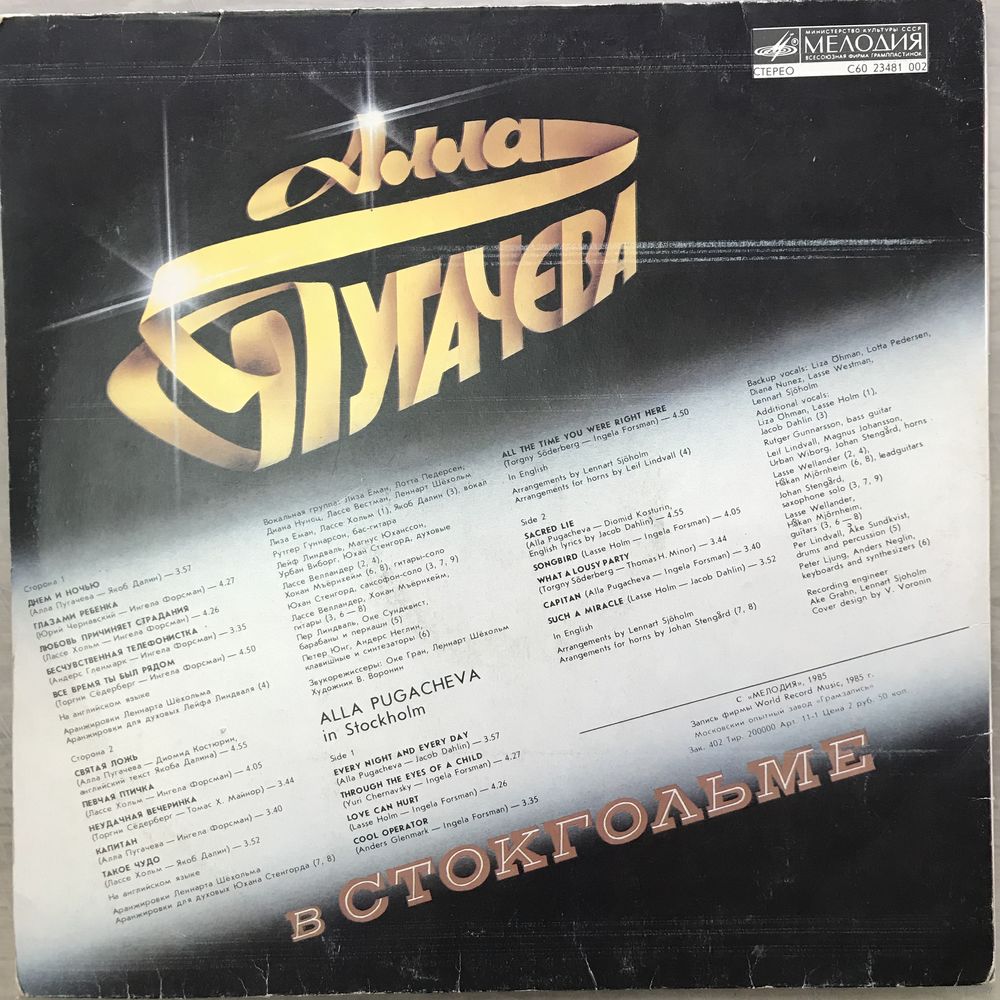 МИНИСТЕРСТВО КУЛЬТУРЫ СССР
МЕЛОДИЯ
ВСЕСОЮЗНАЯ ФИРМА ГРАМПЛАСТИНОК
СТЕРЕО С60 23481 002
Алла
ПУГАЧЕВА
Сторона 1
ДНЕМ И НОЧЬЮ
(Алла Пугачева — Якоб Далин) — 3.57
ГЛАЗАМИ РЕБЕНКА
(Юрий Чернавский — Ингела Форсман) — 4.27
ЛЮБОВЬ ПРИЧИНЯЕТ СТРАДАНИЯ
(Лассе Хольм — Ингела Форсман) — 4.26
БЕСЧУВСТВЕННАЯ ТЕЛЕФОНИСТКА
(Андерс Гленмарк — Ингела Форсман) — 3.35
ВСЕ ВРЕМЯ ТЫ БЫЛ РЯДОМ
(Торгни Сёдерберг — Ингела Форсман) — 4.50
На английском языке
Аранжировки Леннарта Шёхольма
Аранжировки для духовых Лейфа Линдваля (4)
Сторона 2
СВЯТАЯ ЛОЖЬ
(Алла Пугачева — Диомид Костюрин,
английский текст Якоба Далина) — 4.55
ПЕВЧАЯ ПТИЧКА
(Лассе Хольм — Ингела Форсман) — 4.05
НЕУДАЧНАЯ ВЕЧЕРИНКА
(Торгни Сёдерберг — Томас Х. Майнор) — 3.44
КАПИТАН
(Алла Пугачева — Ингела Форсман) — 3.40
ТАКОЕ ЧУДО
(Лассе Хольм — Якоб Далин) — 3.52
На английском языке
Аранжировки Леннарта Шёхольма
Аранжировки для духовых Юхана Стенгорда (7, 8)
Вокальная группа: Лиза Еман, Лотта Педерсен,
Диана Нунец, Лассе Вестман, Леннарт Шёхольм
Лиза Еман, Лассе Хольм (1), Якоб Далин (3), вокал
Рутгер Гуннарсон, бас-гитара
Лейф Линдваль, Магнус Юханссон,
Урбан Виборг, Юхан Стенгорд, духовые
Лассе Велландер (2, 4),
Хокан Мьёрнхейм (6, 8), гитары-соло
Юхан Стенгорд, саксофон-соло (3, 7, 9)
Лассе Велландер, Хокан Мьёрнхейм,
гитары (3, 6 — 8)
Пер Линдваль, Оке Сундквист,
барабаны и перкаши (5)
Петер Юнг, Андерс Неглин,
клавишные и синтезаторы (6)
Звукорежиссеры: Оке Гран, Леннарт Шёхольм
Художник В. Воронин
ALLA PUGACHEVA
in Stockholm
Side 1
EVERY NIGHT AND EVERY DAY
(Alla Pugacheva — Jacob Dahlin) — 3.57
THROUGH THE EYES OF A CHILD
(Yuri Chernavsky — Ingela Forsman) — 4.27
LOVE CAN HURT
(Lasse Holm — Ingela Forsman) — 4.26
COOL OPERATOR
(Anders Glenmark — Ingela Forsman) — 3.35
ALL THE TIME YOU WERE RIGHT HERE
(Torgny Söderberg — Ingela Forsman) — 4.50
In English
Arrangements by Lennart Sjöholm
Arrangements for horns by Leif Lindvall (4)
Side 2
SACRED LIE
(Alla Pugacheva — Diomid Kosturin,
English lyrics by Jacob Dahlin) — 4.55
SONGBIRD (Lasse Holm — Ingela Forsman) — 4.05
WHAT A LOUSY PARTY
(Torgny Söderberg — Thomas H. Minor) — 3.44
CAPITAN (Alla Pugacheva — Ingela Forsman) — 3.40
SUCH A MIRACLE (Lasse Holm — Jacob Dahlin) — 3.52
In English
Arrangements by Lennart Sjöholm
Arrangements for horns by Johan Stengård (7, 8)
Backup vocals: Liza Öhman, Lotta Pedersen,
Diana Nunez, Lasse Westman,
Lennart Sjöholm
Additional vocals:
Liza Öhman, Lasse Holm (1),
Jacob Dahlin (3)
Rutger Gunnarsson, bass guitar
Leif Lindvall, Magnus Johansson,
Urban Wiborg, Johan Stengård, horns
Lasse Wellander (2, 4),
Håkan Mjörnheim (6, 8), leadguitars
Johan Stengård,
saxophone solo (3, 7, 9)
Lasse Wellander,
Håkan Mjörnheim,
guitars (3, 6 — 8)
Per Lindvall, Åke Sundkvist,
drums and percussion (5)
Peter Ljung, Anders Neglin,
keyboards and synthesizers (6)
Recording engineer
Ake Grahn, Lennart Sjoholm
Cover design by V. Voronin
С «МЕЛОДИЯ», 1985
Запись фирмы World Record Music, 1985 г.
Московский опытный завод «Грамзапись»
Зак. 402 Тир. 200000 Арт. 11-1 Цена 2 руб. 50 коп.
в СТОКГОЛЬМЕ